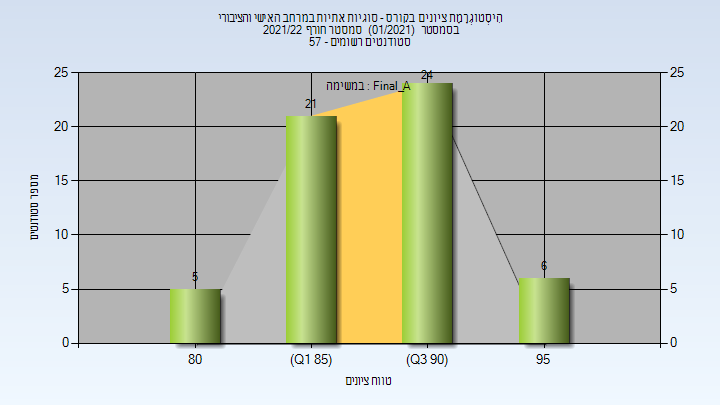 הִיסְטוֹגְרָמַת ציונים בקורס - סוגיות אתיות במרחב האישי והציבורי
בסמסטר (01/2021) סמסטר חורף 2021/22
סטודנטים רשומים - 57
במשימה : Final_A
25
20
15
10
5
0
25
20
15
10
5
0
מספר סטודנטים
5
21
24
6
80
(Q1 85)
(Q3 90)
95
טווח ציונים